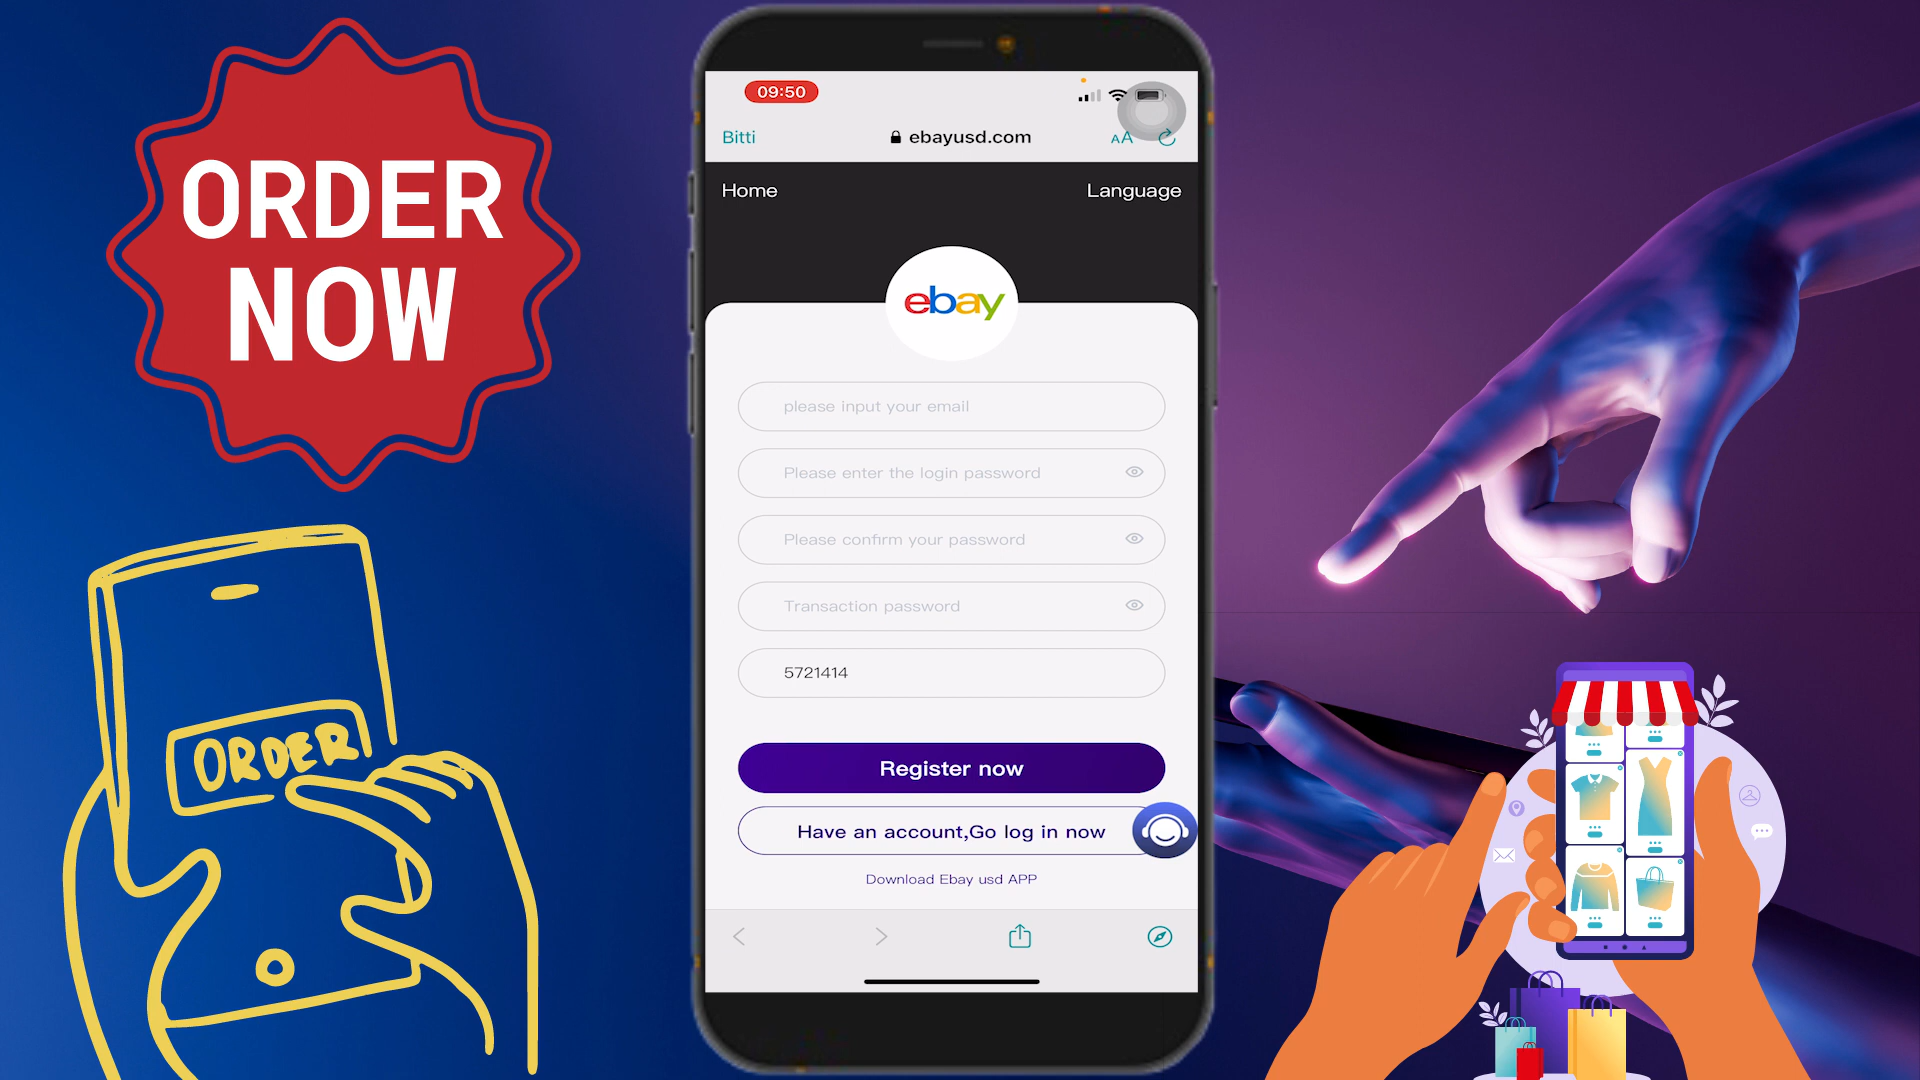 ORDER
NOW
ORDER
09:50
Bitti
ebayusd.com
AA
Home
Language
ebay
please input your email
Please enter the login password
Please confirm your password
Transaction password
5721414
Register now
Have an account,Go log in now
Download Ebay usd APP